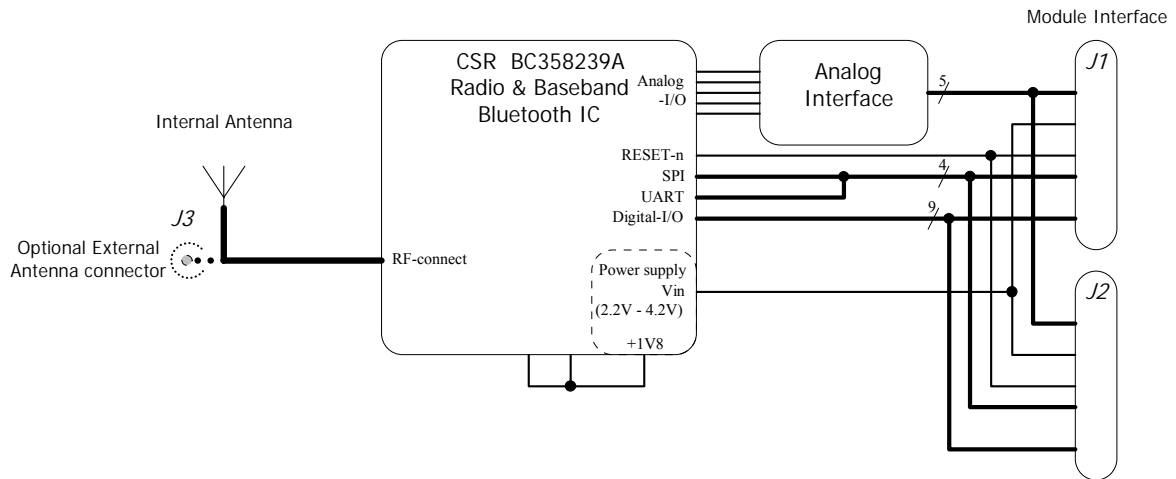 Module Interface
CSR BC358239A
Radio & Baseband
Bluetooth IC
Analog
-I/O
Analog
Interface
5
J1
Internal Antenna
RESET-n
SPI
4
UART
Digital-I/O
9
J3
Optional External
Antenna connector
RF-connect
Power supply
Vin
(2.2V - 4.2V)
+1V8
J2